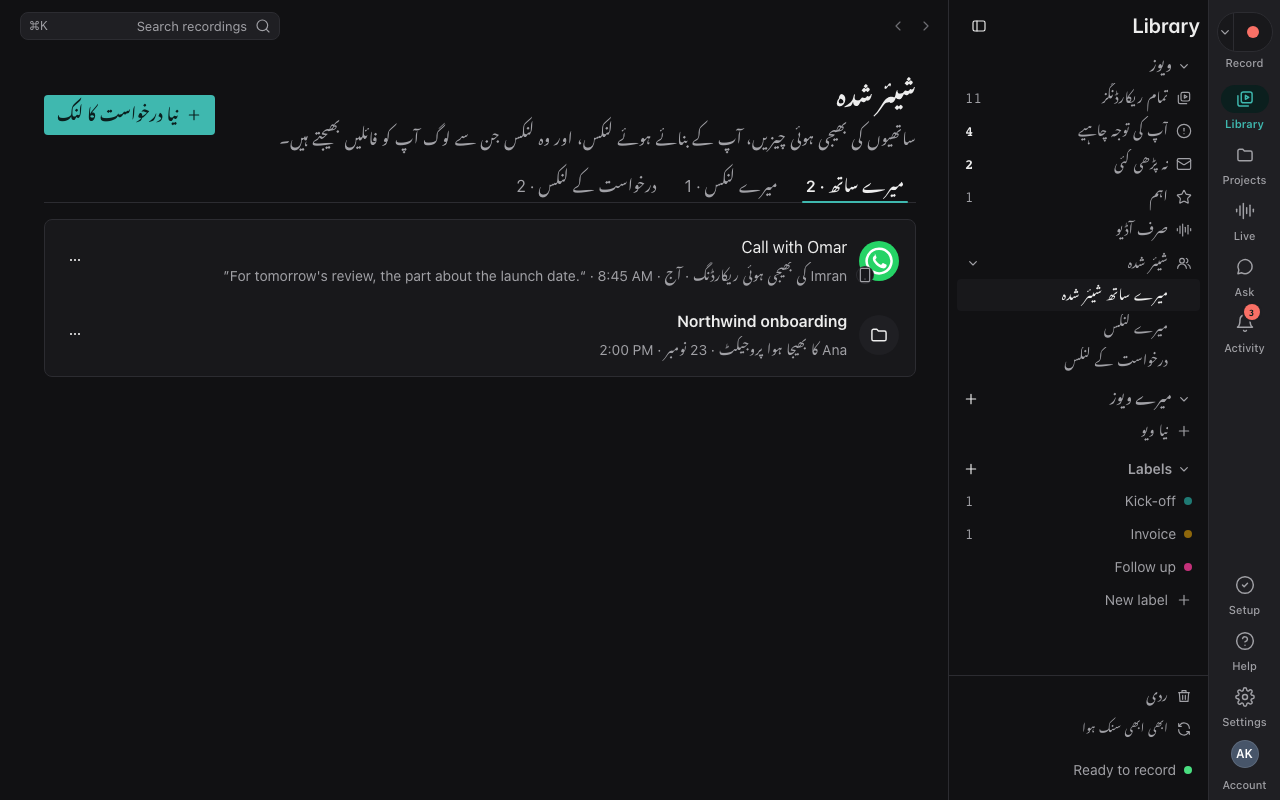 ⌘K
Search recordings
Library
Record
ویوز
تمام ریکارڈنگز
11
آپ کی توجہ چاہیے
4
نہ پڑھی گئی
2
اہم
1
صرف آڈیو
شیئر شدہ
میرے ساتھ شیئر شدہ
میرے لنکس
درخواست کے لنکس
میرے ویوز
نیا ویو
Labels
Kick-off
1
Invoice
1
Follow up
New label
ردی
ابھی ابھی سنک ہوا
Ready to record
Library
Projects
Live
Ask
3
Activity
Setup
Help
Settings
AK
Account
شیئر شدہ
نیا درخواست کا لنک
ساتھیوں کی بھیجی ہوئی چیزیں، آپ کے بنائے ہوئے لنکس، اور وہ لنکس جن سے لوگ آپ کو فائلیں بھیجتے ہیں۔
میرے ساتھ · 2
میرے لنکس · 1
درخواست کے لنکس · 2
Call with Omar
Imran کی بھیجی ہوئی ریکارڈنگ · آج · 8:45 AM · “For tomorrow’s review, the part about the launch date.”
Northwind onboarding
Ana کا بھیجا ہوا پروجیکٹ · 23 نومبر · 2:00 PM